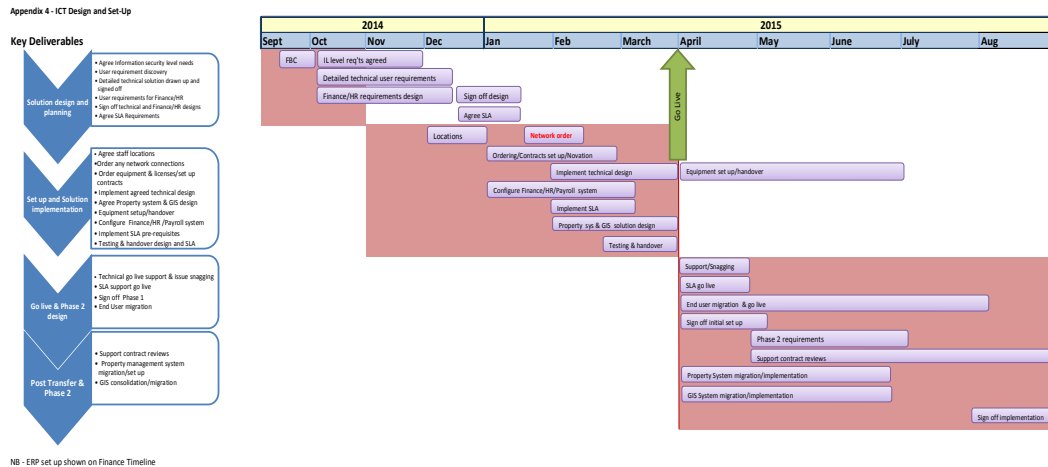 Appendix 4 - ICT Design and Set-Up
2014 2015
Key Deliverables
Sept Oct Nov Dec Jan Feb March April May June July Aug
Solution design and
planning
• Agree Information security level needs
• User requirement discovery
• Detailed technical solution drawn up and
signed off
• User requirements for Finance/HR
• Sign off technical and Finance/HR designs
• Agree SLA Requirements
FBC
IL level req'ts agreed
Detailed technical user requirements
Finance/HR requirements design
Sign off design
Agree SLA
Go Live
Set up and Solution
implementation
• Agree staff locations
•Order any network connections
• Order equipment & licenses/set up
contracts
• Implement agreed technical design
• Agree Property system & GIS design
• Equipment setup/handover
• Configure Finance/HR /Payroll system
• Implement SLA pre-requisites
• Testing & handover design and SLA
Locations
Network order
Ordering/Contracts set up/Novation
Implement technical design
Equipment set up/handover
Configure Finance/HR/Payroll system
Implement SLA
Property sys & GIS solution design
Testing & handover
Go live & Phase 2
design
• Technical go live support & issue snagging
• SLA support go live
• Sign off Phase 1
• End User migration
Support/Snagging
SLA go live
End user migration & go live
Sign off initial set up
Phase 2 requirements
Support contract reviews
Post Transfer &
Phase 2
• Support contract reviews
• Property management system
migration/set up
• GIS consolidation/migration
Property System migration/implementation
GIS System migration/implementation
Sign off implementation
NB - ERP set up shown on Finance Timeline